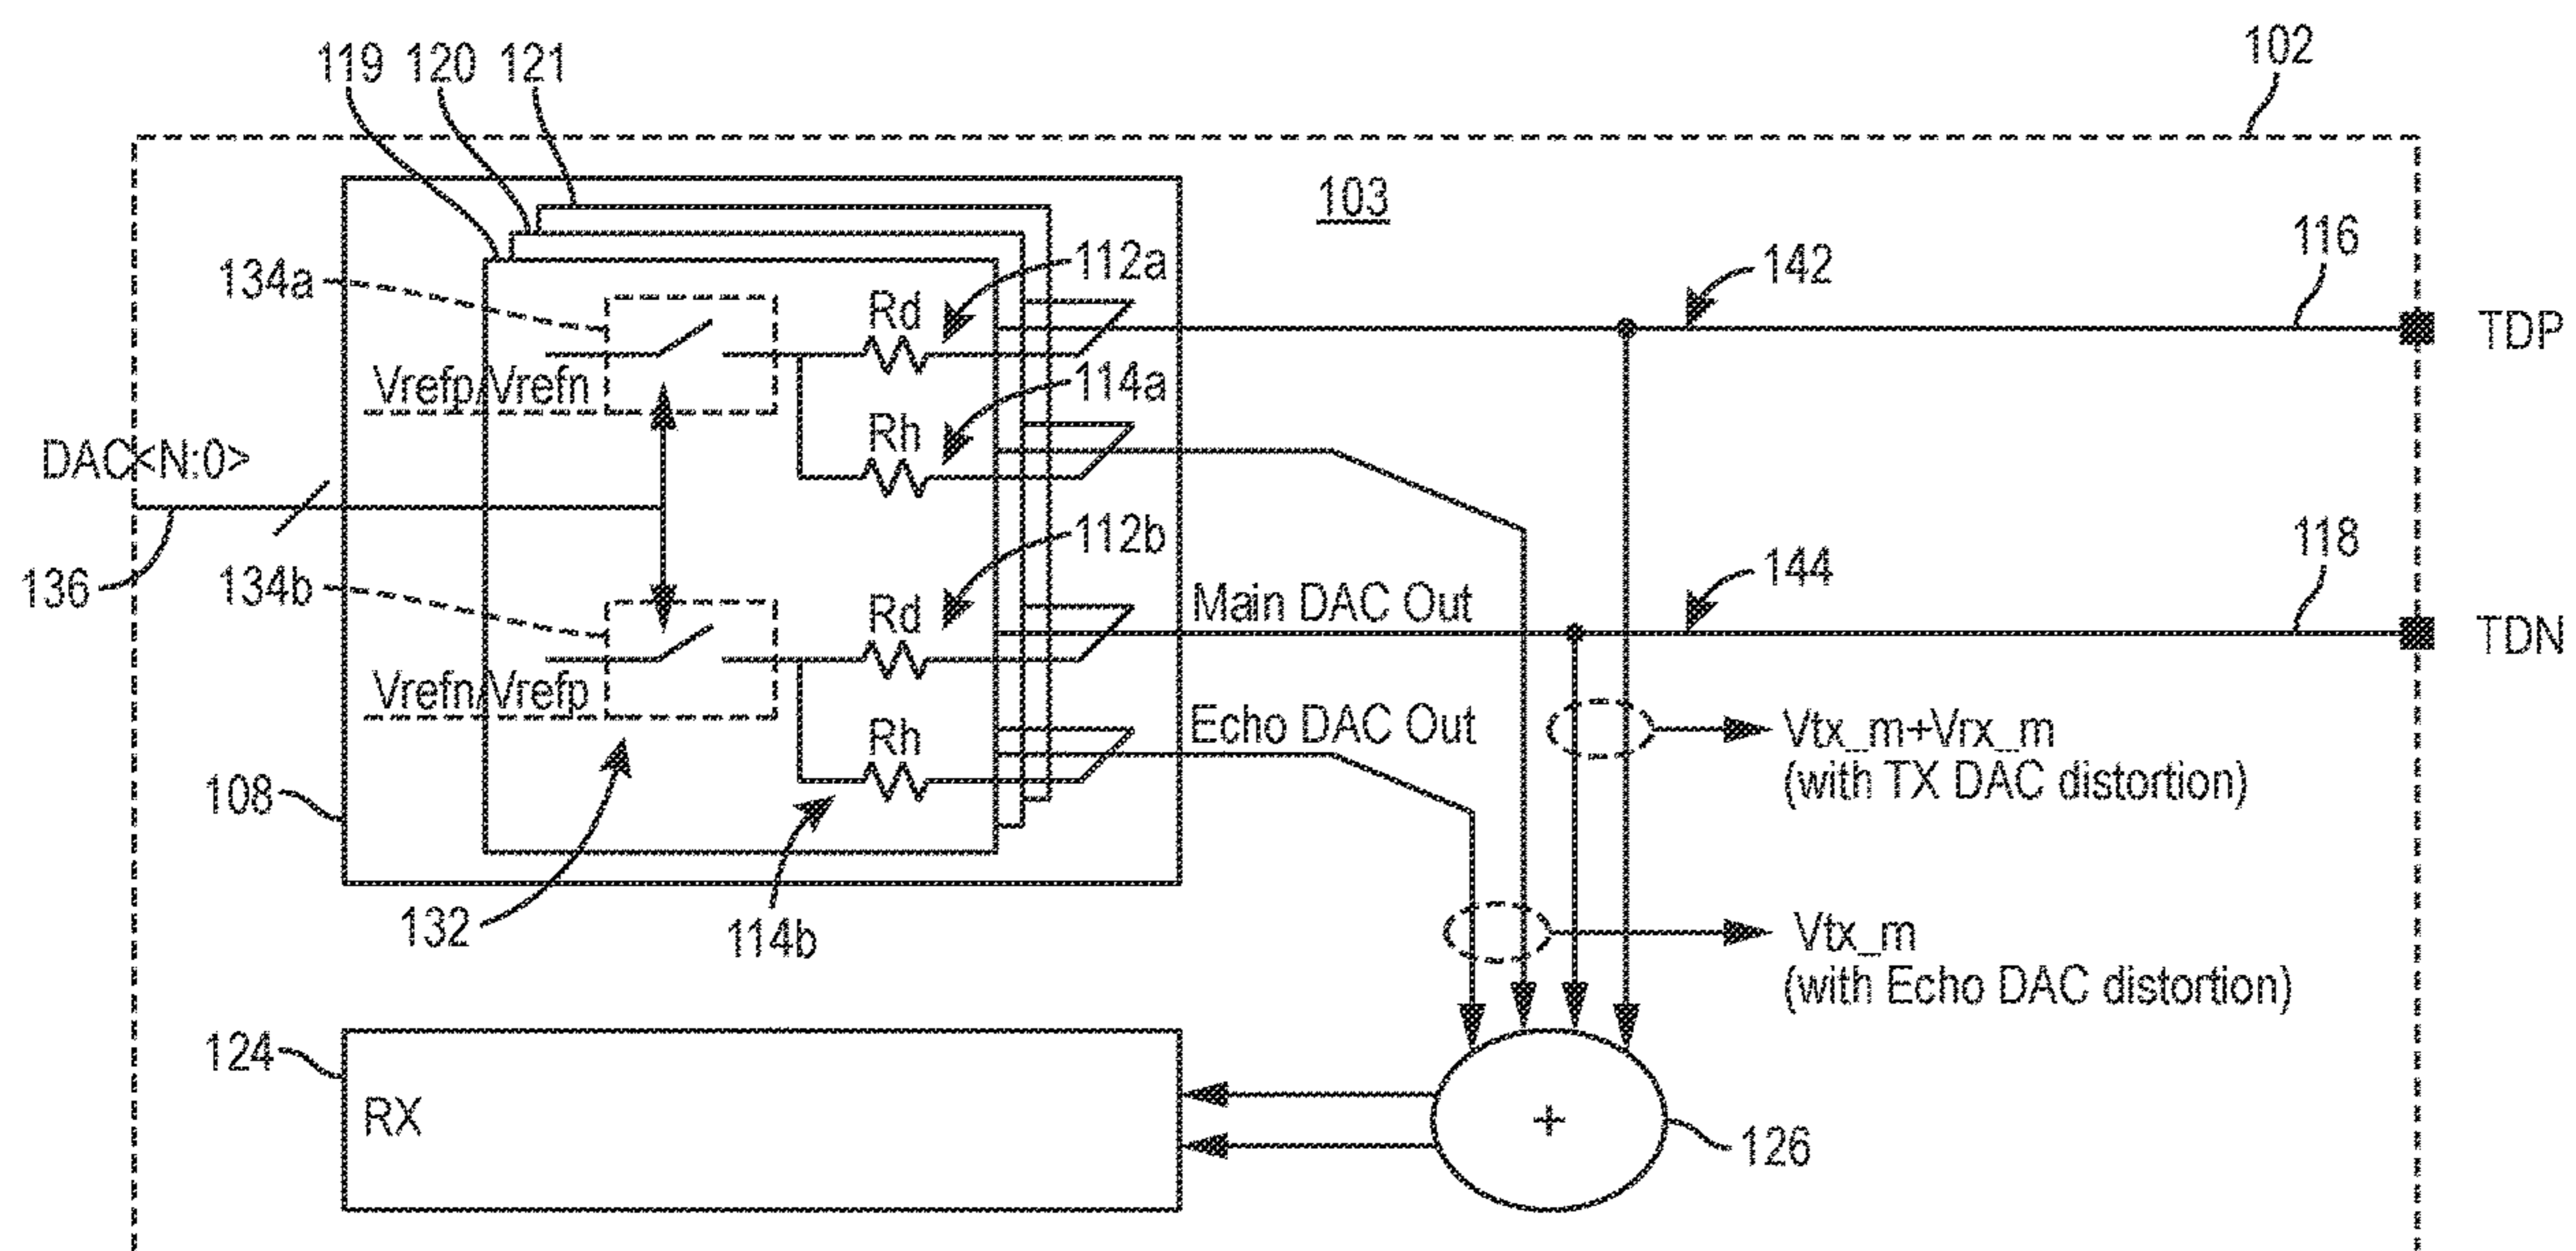 102
119 120 121
103
116
142
112a
134a
Rd
TDP
Vrefp/Vrefn
114a
Rh
DAC<N:0>
112b
118
144
136
134b
Rd
Main DAC Out
TDN
Vrefn/Vrefp
Rh
Echo DAC Out
Vtx_m+Vrx_m
(with TX DAC distortion)
108
132
114b
Vtx_m
(with Echo DAC distortion)
124
RX
+
126